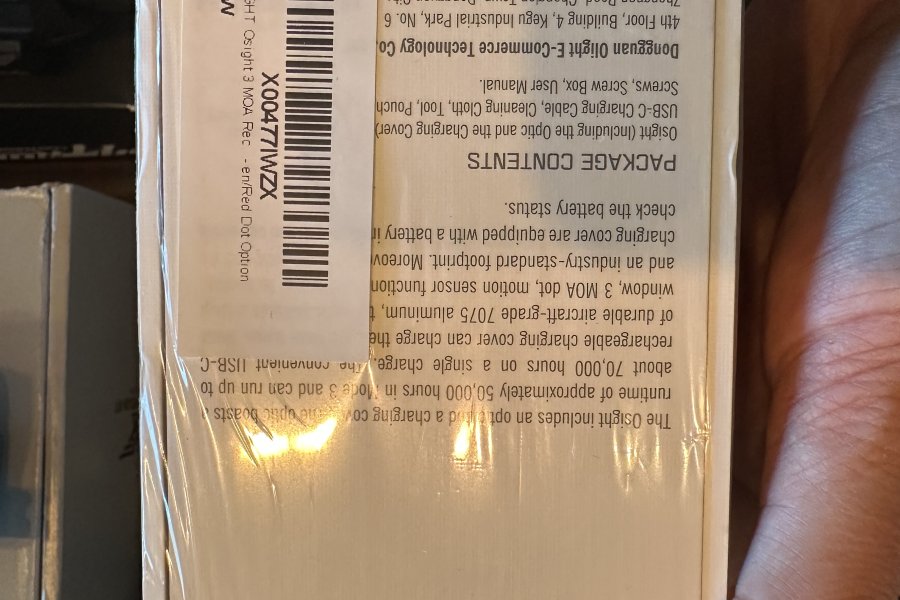 The Osight includes an optic and a charging cover. The optic boasts a
runtime of approximately 50,000 hours in Mode 3 and can run up to
about 70,000 hours on a single charge. The convenient USB-C
rechargeable charging cover can charge the
of durable aircraft-grade 7075 aluminum,
window, 3 MOA dot, motion sensor function
and an industry-standard footprint. Moreov
charging cover are equipped with a battery in
check the battery status.
PACKAGE CONTENTS
Osight (Including the Optic and the Charging Cover)
USB-C Charging Cable, Cleaning Cloth, Tool, Pouch
Screws, Screw Box, User Manual.
Dongguan Olight E-Commerce Technology Co.
4th Floor, Building 4, Kegu Industrial Park, No. 6
X00477IWZX
GHT Osight 3 MOA Rec -en/Red Dot Optron
W